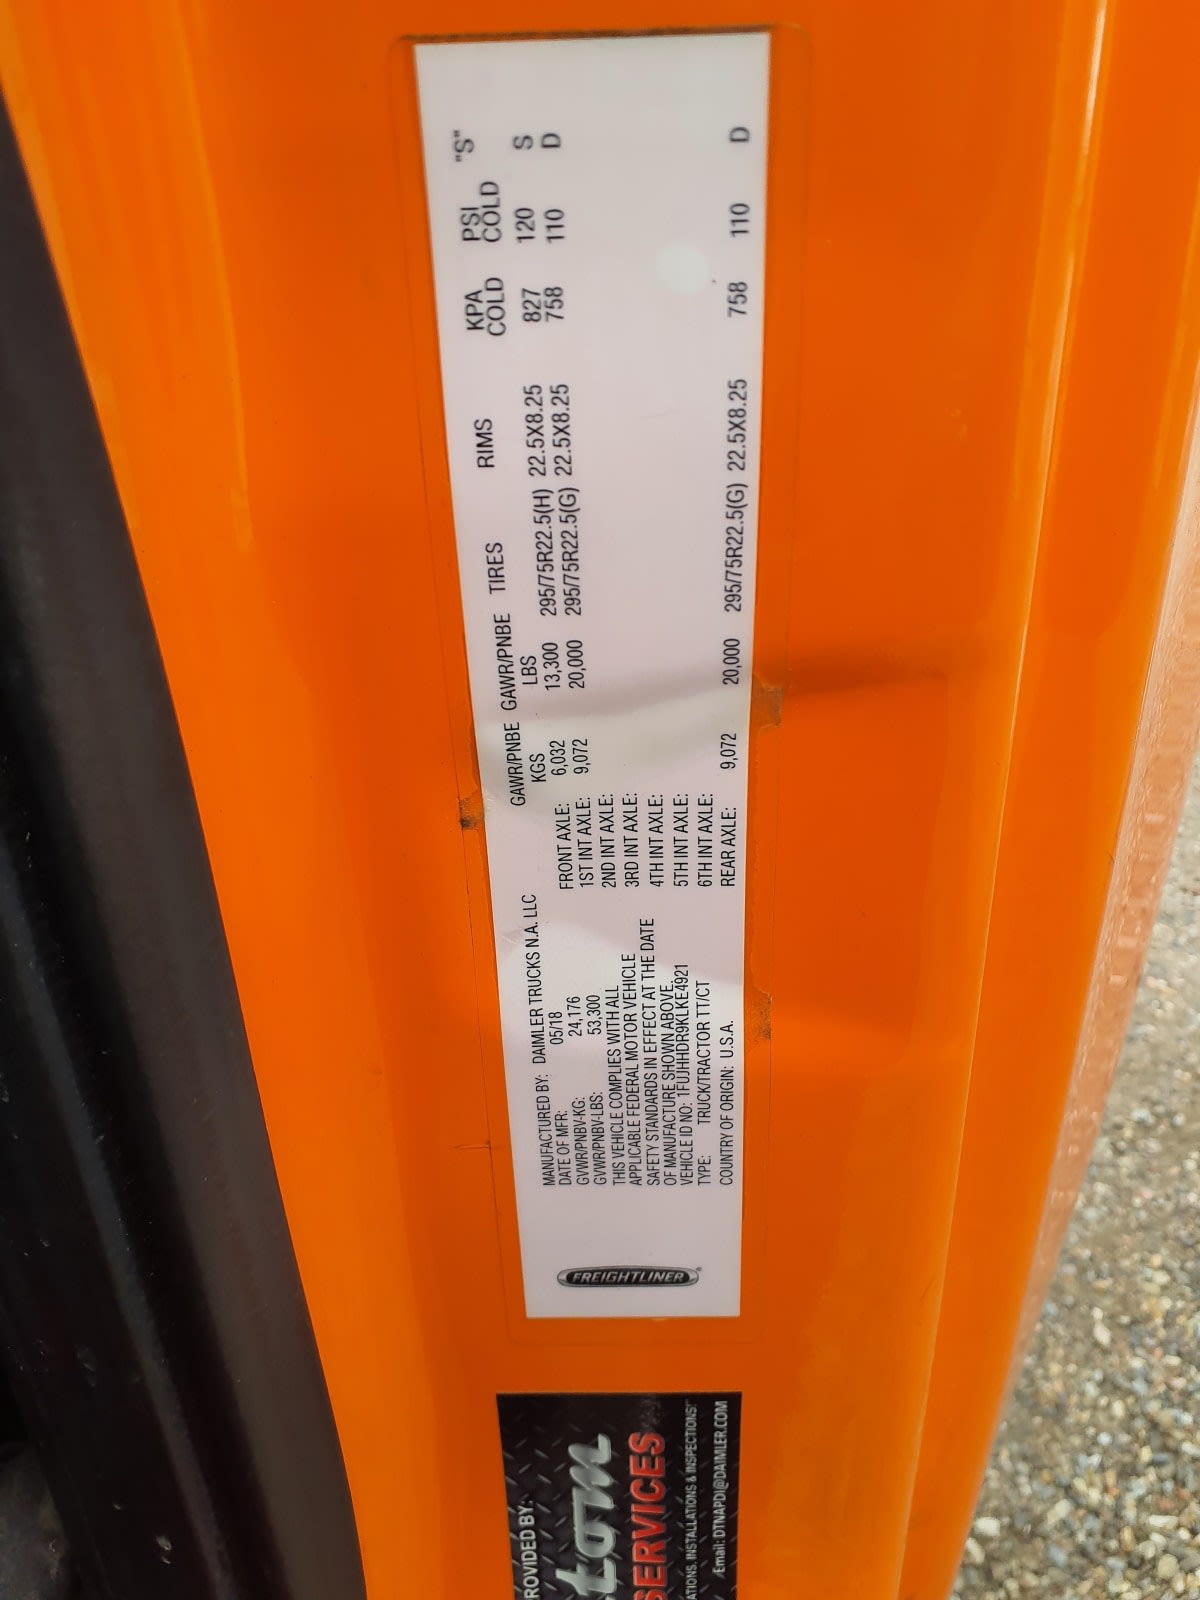 FREIGHTLINER®
MANUFACTURED BY: DAIMLER TRUCKS N.A. LLC
DATE OF MFR: 05/18
GVWR/PNBV-KG: 24,176
GVWR/PNBV-LBS: 53,300
THIS VEHICLE COMPLIES WITH ALL
APPLICABLE FEDERAL MOTOR VEHICLE
SAFETY STANDARDS IN EFFECT AT THE DATE
OF MANUFACTURE SHOWN ABOVE.
VEHICLE ID NO: 1FUJHHDR9KLKE4921
TYPE: TRUCK/TRACTOR TT/CT
COUNTRY OF ORIGIN: U.S.A.
GAWR/PNBE GAWR/PNBE TIRES RIMS KPA PSI "S"
KGS LBS COLD COLD
FRONT AXLE: 6,032 13,300 295/75R22.5(H) 22.5X8.25 827 120 S
1ST INT AXLE: 9,072 20,000 295/75R22.5(G) 22.5X8.25 758 110 D
2ND INT AXLE:
3RD INT AXLE:
4TH INT AXLE:
5TH INT AXLE:
6TH INT AXLE:
REAR AXLE: 9,072 20,000 295/75R22.5(G) 22.5X8.25 758 110 D
ROVIDED BY:
tom
SERVICES
ATIONS, INSTALLATIONS & INSPECTIONS!
Email: DTNAPDI@DAIMLER.COM